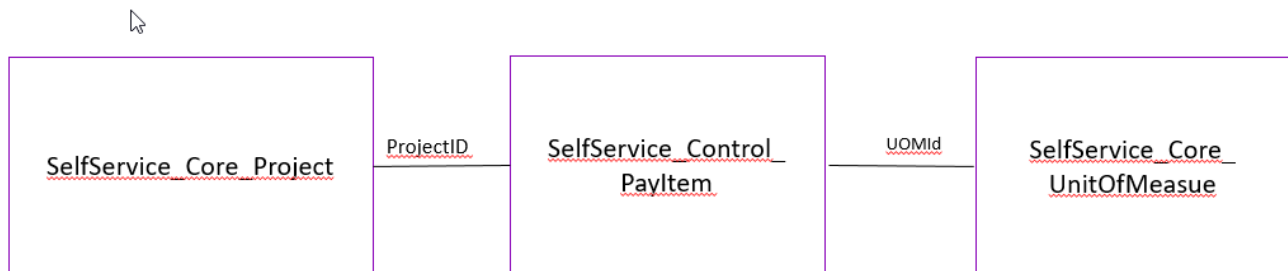 SelfService_Core_Project
ProjectID
SelfService_Control_
PayItem
UOMId
SelfService_Core_
UnitOfMeasue